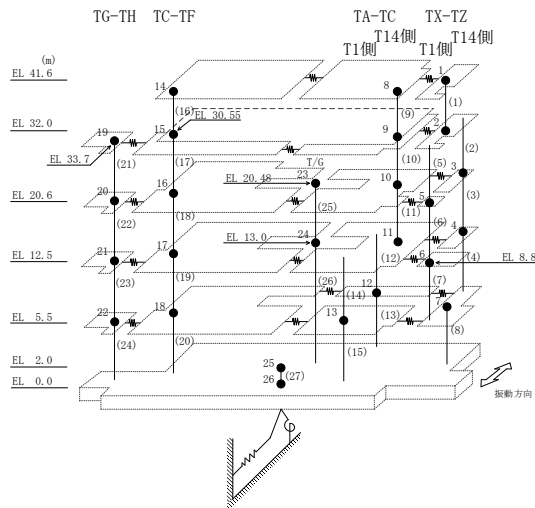 TG-TH TC-TF TA-TC TX-TZ
T1側 T14側 T1側 T14側
(m)
EL 41.6
14 8 1
(16) EL 30.55 (9) (1)
EL 32.0
19 15 9 2
EL 33.7
(21) (17) (10) (2)
T/G
EL 20.6
20 16 EL 20.48 23 10 (5) 3
(22) (18) (25) (11) 5 (3)
EL 12.5
21 17 EL 13.0 24 11 (6) 4
6 EL 8.8
(23) (19) (26) (14) (12) (7) (4)
EL 5.5
22 18 13 12 7
(24) (20) (15) (13) (8)
EL 2.0
25
EL 0.0
26 (27)
振動方向